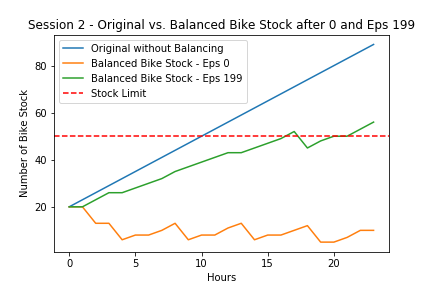 Session 2 - Original vs. Balanced Bike Stock after 0 and Eps 199
Original without Balancing
Balanced Bike Stock - Eps 0
Balanced Bike Stock - Eps 199
Stock Limit
Number of Bike Stock
80
60
40
20
0
5
10
15
20
Hours